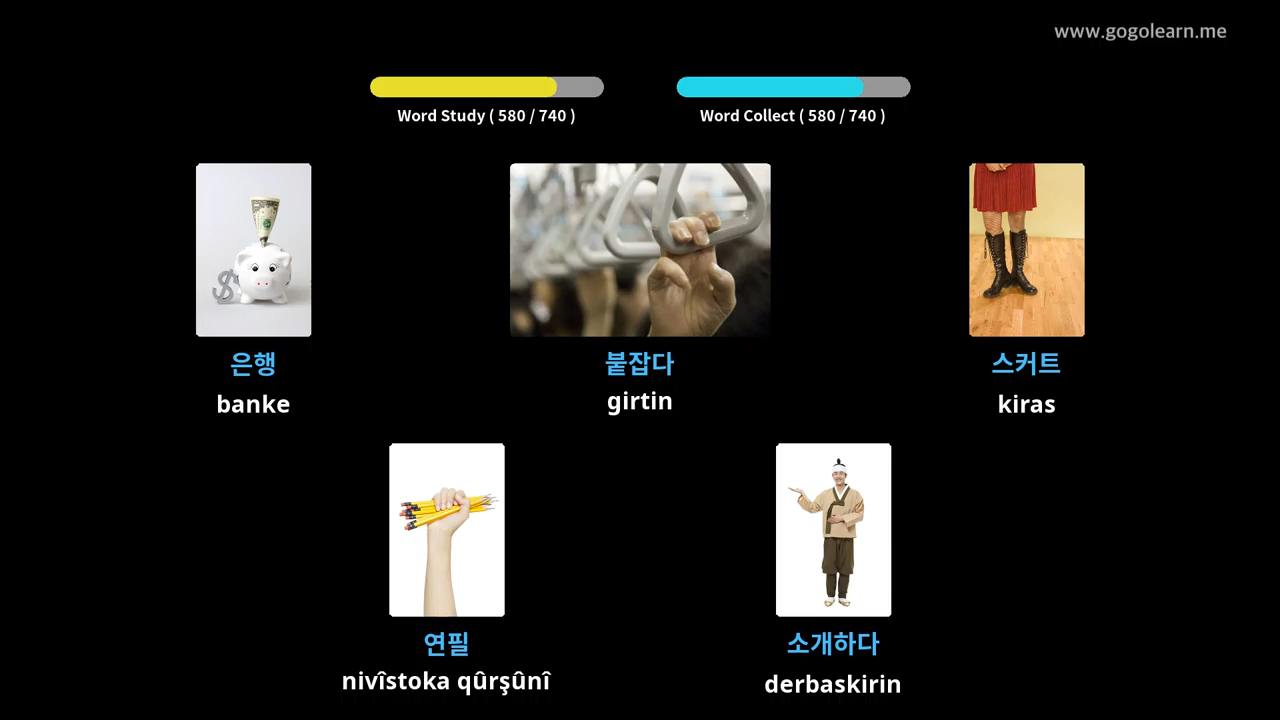 www.gogolearn.me
Word Study ( 580 / 740 )
Word Collect ( 580 / 740 )
은행
banke
붙잡다
girtin
스커트
kiras
연필
nivîstoka qûrşûnî
소개하다
derbaskirin